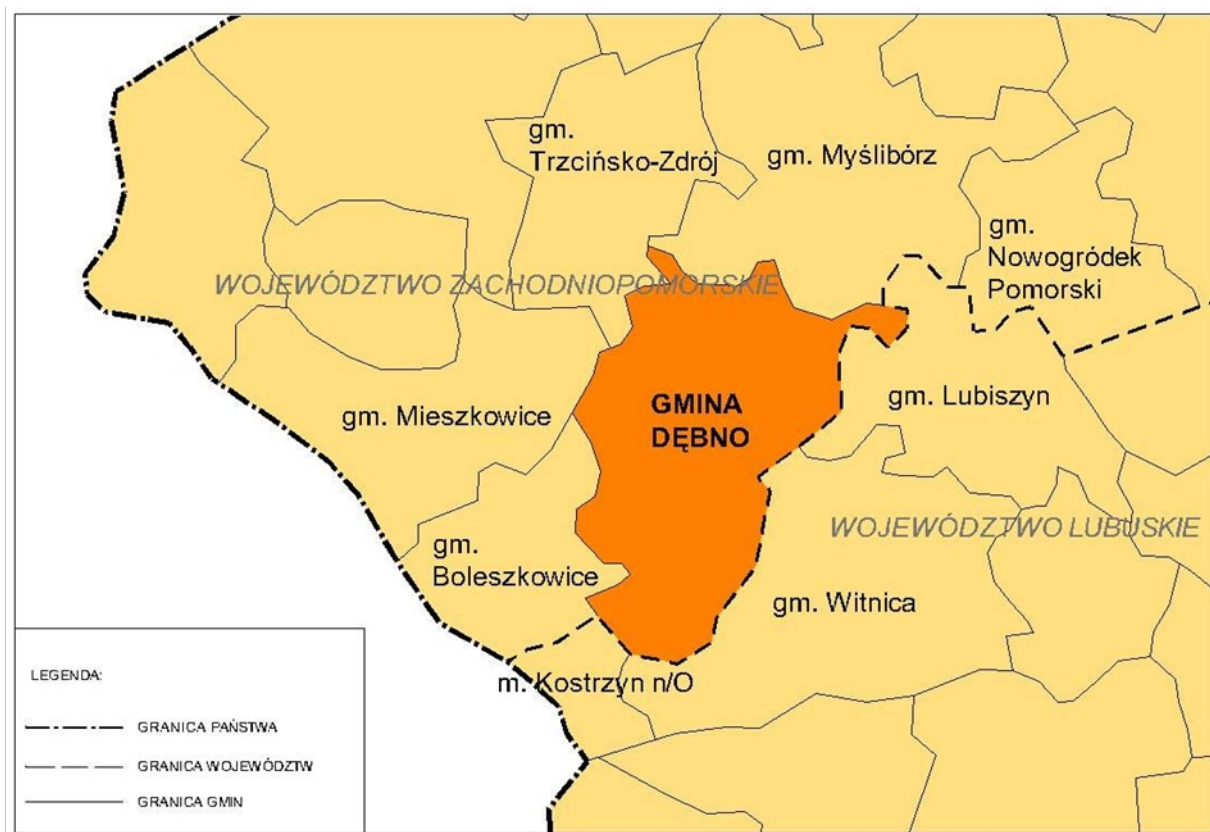 gm.
Trzcińsko-Zdrój
gm. Myślibórz
gm.
Nowogródek
Pomorski
WOJEWÓDZTWO ZACHODNIOPOMORSKIE
gm. Mieszkowice
GMINA
DĘBNO
gm. Lubiszyn
WOJEWÓDZTWO LUBUSKIE
gm.
Boleszkowice
gm. Witnica
m. Kostrzyn n/O
LEGENDA:
GRANICA PAŃSTWA
GRANICA WOJEWÓDZTW
GRANICA GMIN